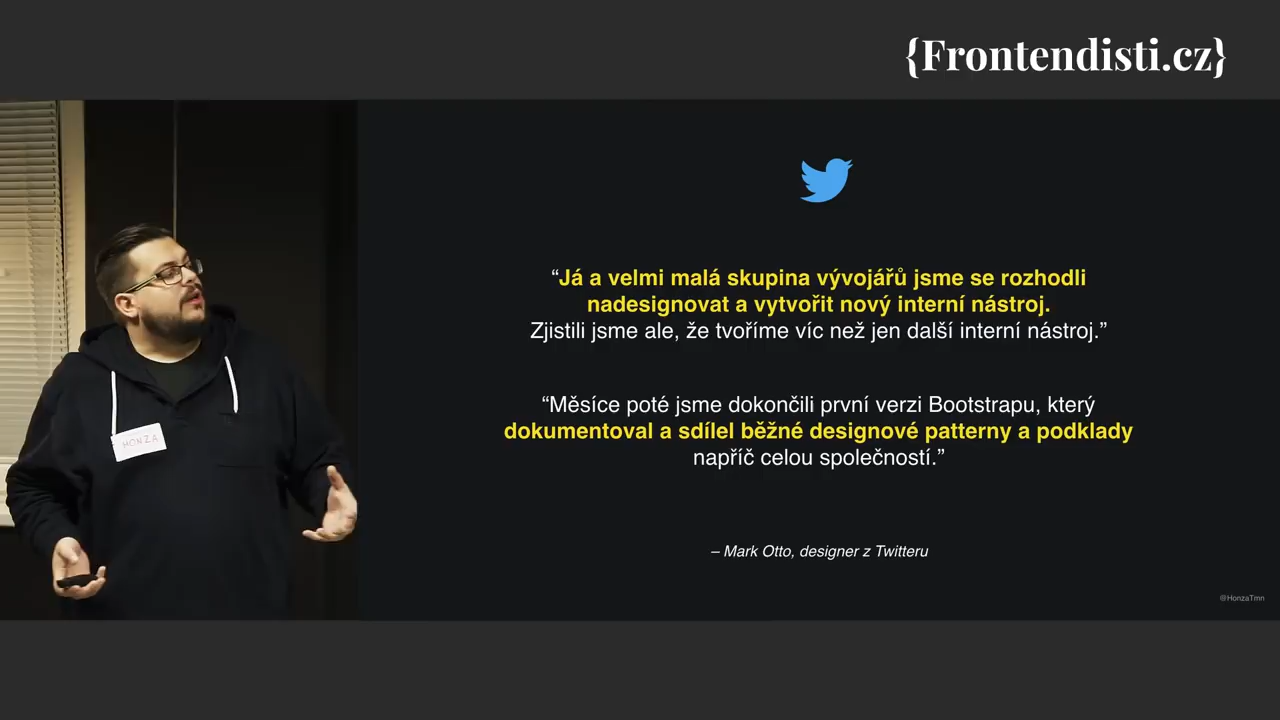 {Frontendisti.cz}
“Já a velmi malá skupina vývojářů jsme se rozhodli
nadesignovat a vytvořit nový interní nástroj.
Zjistili jsme ale, že tvoříme víc než jen další interní nástroj.”
“Měsíce poté jsme dokončili první verzi Bootstrapu, který
dokumentoval a sdílel běžné designové patterny a podklady
napříč celou společností.”
– Mark Otto, designer z Twitteru
@HonzaTmn
HONZA